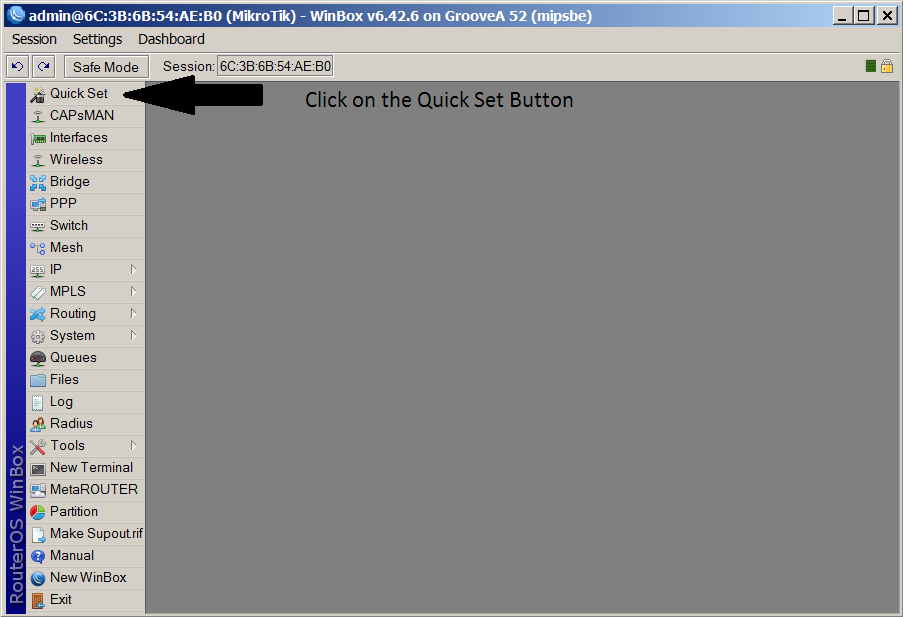 admin@6C:3B:6B:54:AE:B0 (MikroTik) - WinBox v6.42.6 on GrooveA 52 (mipsbe)
Session Settings Dashboard
Safe Mode Session: 6C:3B:6B:54:AE:B0
Quick Set
Click on the Quick Set Button
CAPsMAN
Interfaces
Wireless
Bridge
PPP
Switch
Mesh
IP
MPLS
Routing
System
Queues
Files
Log
Radius
Tools
New Terminal
MetaROUTER
Partition
Make Supout.rif
Manual
New WinBox
Exit
RouterOS WinBox